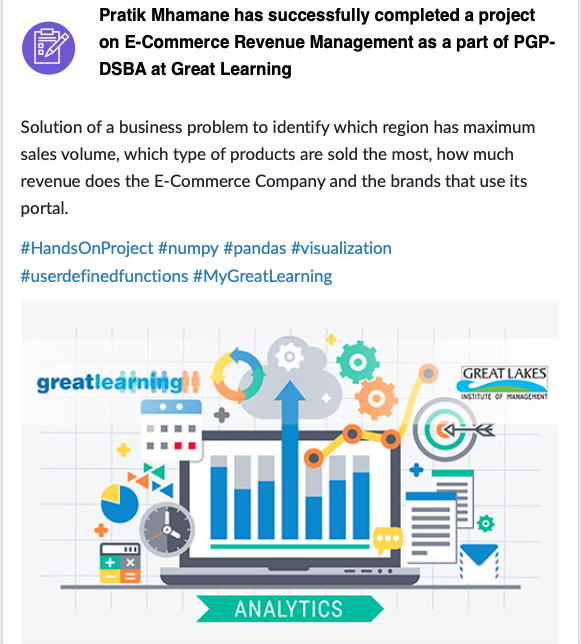 Pratik Mhamane has successfully completed a project
on E-Commerce Revenue Management as a part of PGP-
DSBA at Great Learning
Solution of a business problem to identify which region has maximum
sales volume, which type of products are sold the most, how much
revenue does the E-Commerce Company and the brands that use its
portal.
#HandsOnProject #numpy #pandas #visualization
#userdefinedfunctions #MyGreatLearning
greatlearning
GREAT LAKES
INSTITUTE OF MANAGEMENT
ANALYTICS